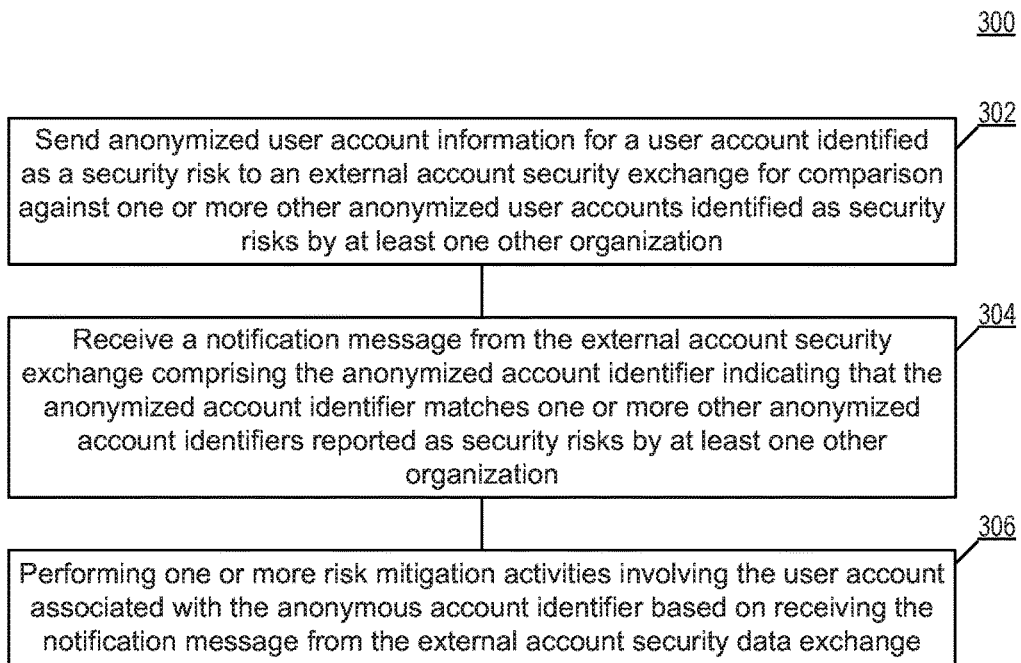 300
302
Send anonymized user account information for a user account identified
as a security risk to an external account security exchange for comparison
against one or more other anonymized user accounts identified as security
risks by at least one other organization
304
Receive a notification message from the external account security
exchange comprising the anonymized account identifier indicating that the
anonymized account identifier matches one or more other anonymized
account identifiers reported as security risks by at least one other
organization
306
Performing one or more risk mitigation activities involving the user account
associated with the anonymous account identifier based on receiving the
notification message from the external account security data exchange